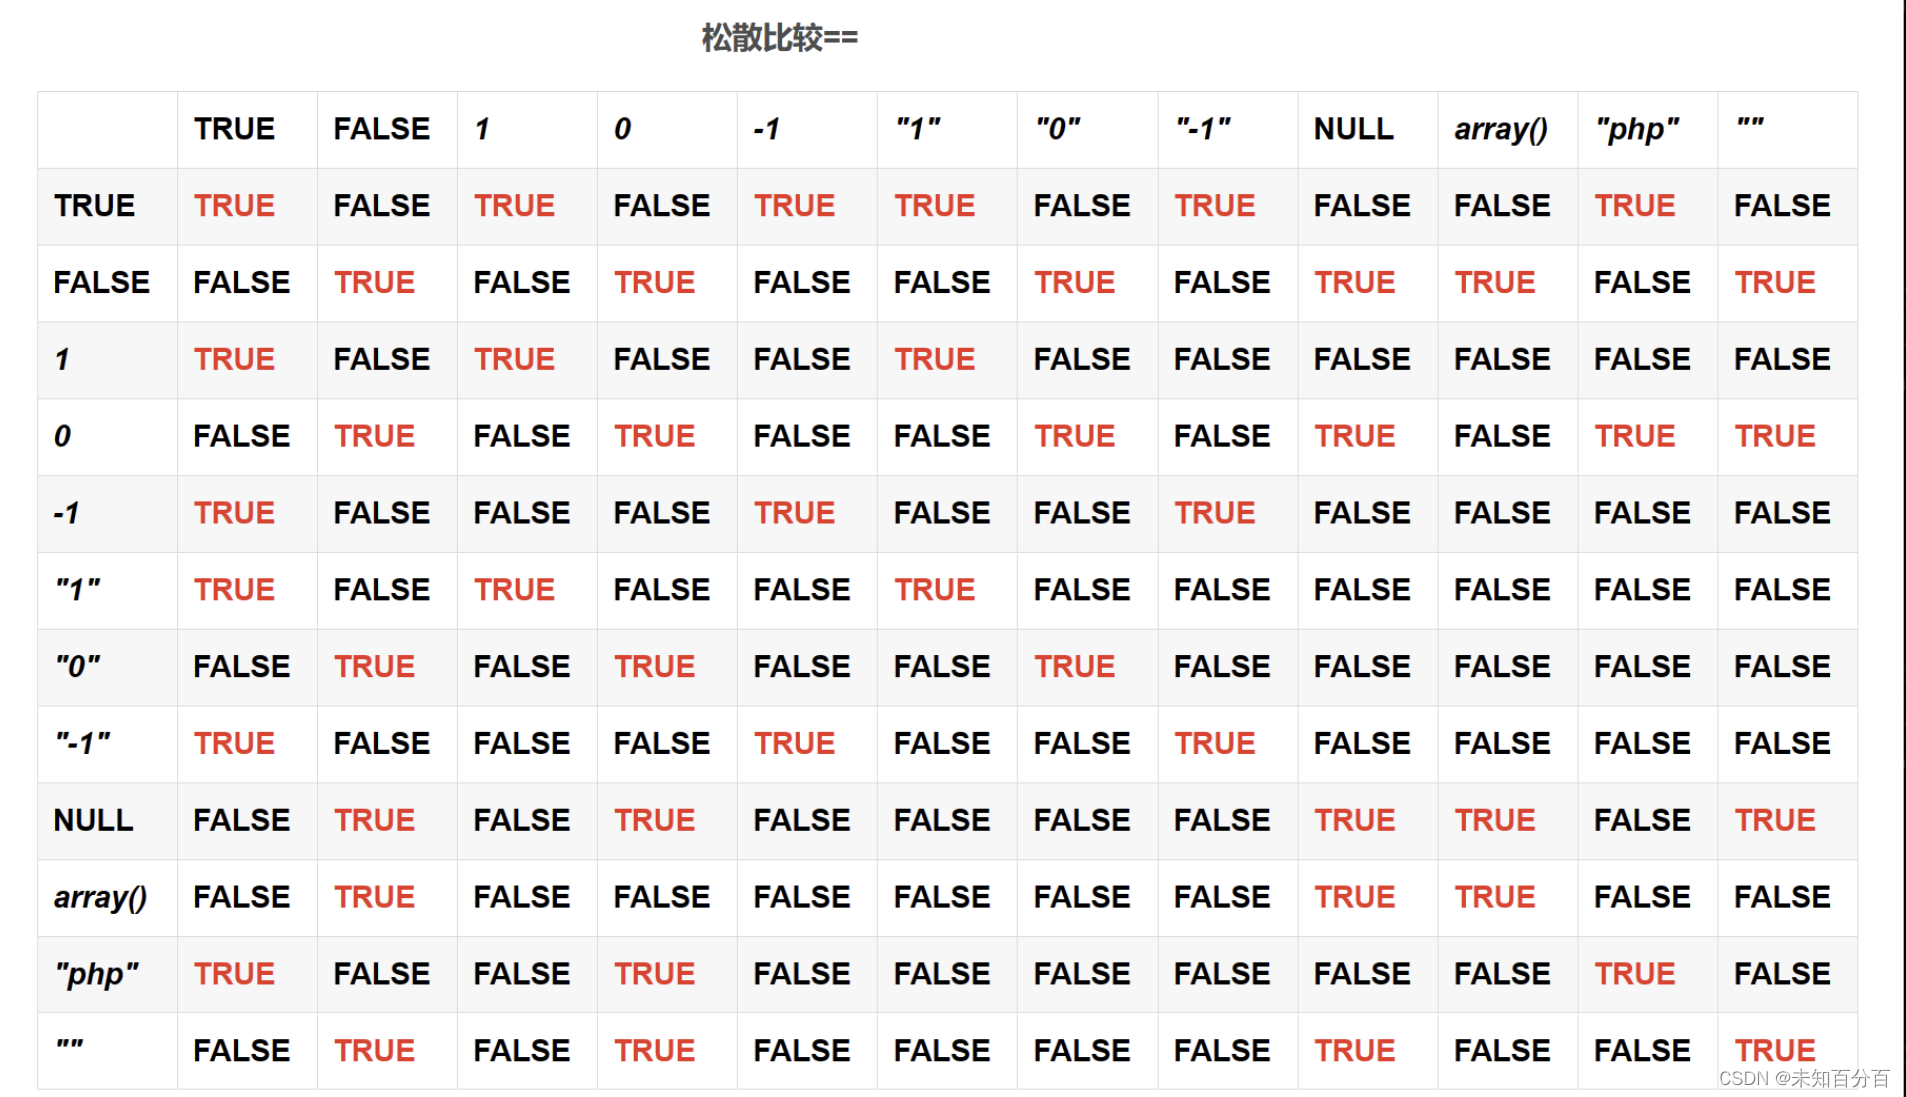 松散比较==
TRUE FALSE 1 0 -1 "1" "0" "-1" NULL array() "php" ""
TRUE TRUE FALSE TRUE FALSE TRUE TRUE FALSE TRUE FALSE FALSE TRUE FALSE
FALSE FALSE TRUE FALSE TRUE FALSE FALSE TRUE FALSE TRUE TRUE FALSE TRUE
1 TRUE FALSE TRUE FALSE FALSE TRUE FALSE FALSE FALSE FALSE FALSE FALSE
0 FALSE TRUE FALSE TRUE FALSE FALSE TRUE FALSE TRUE FALSE TRUE TRUE
-1 TRUE FALSE FALSE FALSE TRUE FALSE FALSE TRUE FALSE FALSE FALSE FALSE
"1" TRUE FALSE TRUE FALSE FALSE TRUE FALSE FALSE FALSE FALSE FALSE FALSE
"0" FALSE TRUE FALSE TRUE FALSE FALSE TRUE FALSE FALSE FALSE FALSE FALSE
"-1" TRUE FALSE FALSE FALSE TRUE FALSE FALSE TRUE FALSE FALSE FALSE FALSE
NULL FALSE TRUE FALSE TRUE FALSE FALSE FALSE FALSE TRUE TRUE FALSE TRUE
array() FALSE TRUE FALSE FALSE FALSE FALSE FALSE FALSE TRUE TRUE FALSE FALSE
"php" TRUE FALSE FALSE TRUE FALSE FALSE FALSE FALSE FALSE FALSE TRUE FALSE
"" FALSE TRUE FALSE TRUE FALSE FALSE FALSE FALSE TRUE FALSE FALSE TRUE
CSDN @未知百分百